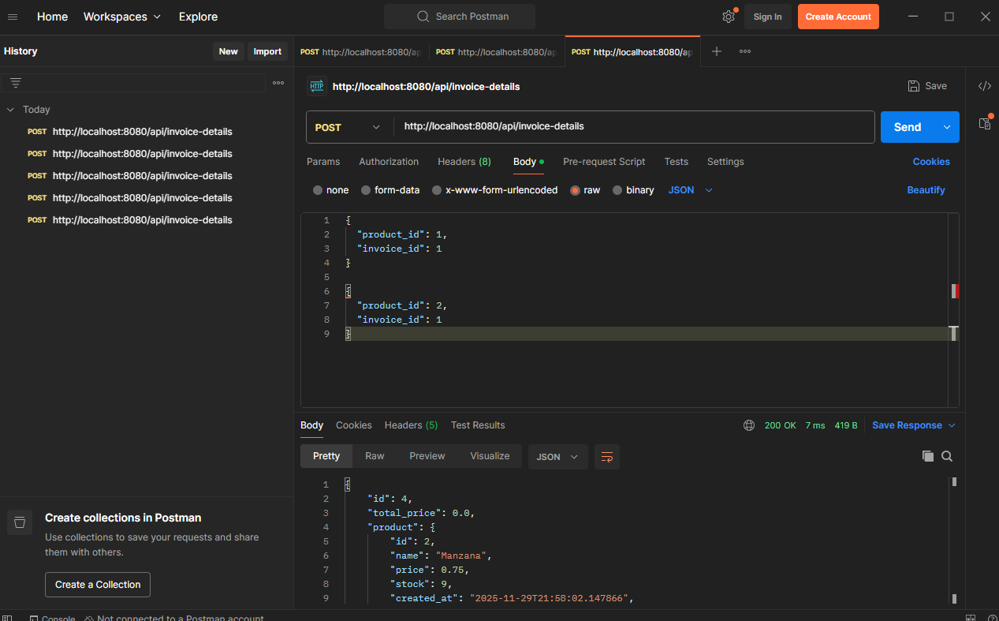 Home Workspaces Explore Search Postman Sign In Create Account
History New Import
POST http://localhost:8080/ap POST http://localhost:8080/ap POST http://localhost:8080/ap
HTTP http://localhost:8080/api/invoice-details Save
Today
POST http://localhost:8080/api/invoice-details
POST http://localhost:8080/api/invoice-details
POST http://localhost:8080/api/invoice-details
POST http://localhost:8080/api/invoice-details
POST http://localhost:8080/api/invoice-details
POST http://localhost:8080/api/invoice-details Send
Params Authorization Headers (8) Body Pre-request Script Tests Settings Cookies
none form-data x-www-form-urlencoded raw binary JSON Beautify
1 {
2 "product_id": 1,
3 "invoice_id": 1
4 }
5
6 {
7 "product_id": 2,
8 "invoice_id": 1
9 }
Body Cookies Headers (5) Test Results 200 OK 7 ms 419 B Save Response
Pretty Raw Preview Visualize JSON
1 {
2 "id": 4,
3 "total_price": 0.0,
4 "product": {
5 "id": 2,
6 "name": "Manzana",
7 "price": 0.75,
8 "stock": 9,
9 "created_at": "2025-11-29T21:58:02.147866",
Create collections in Postman
Use collections to save your requests and share
them with others.
Create a Collection
Console Not connected to a Postman account